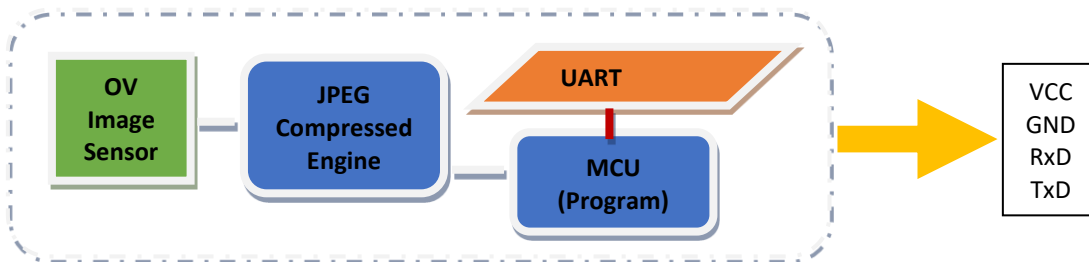 OV
Image
Sensor
JPEG
Compressed
Engine
UART
MCU
(Program)
VCC
GND
RxD
TxD